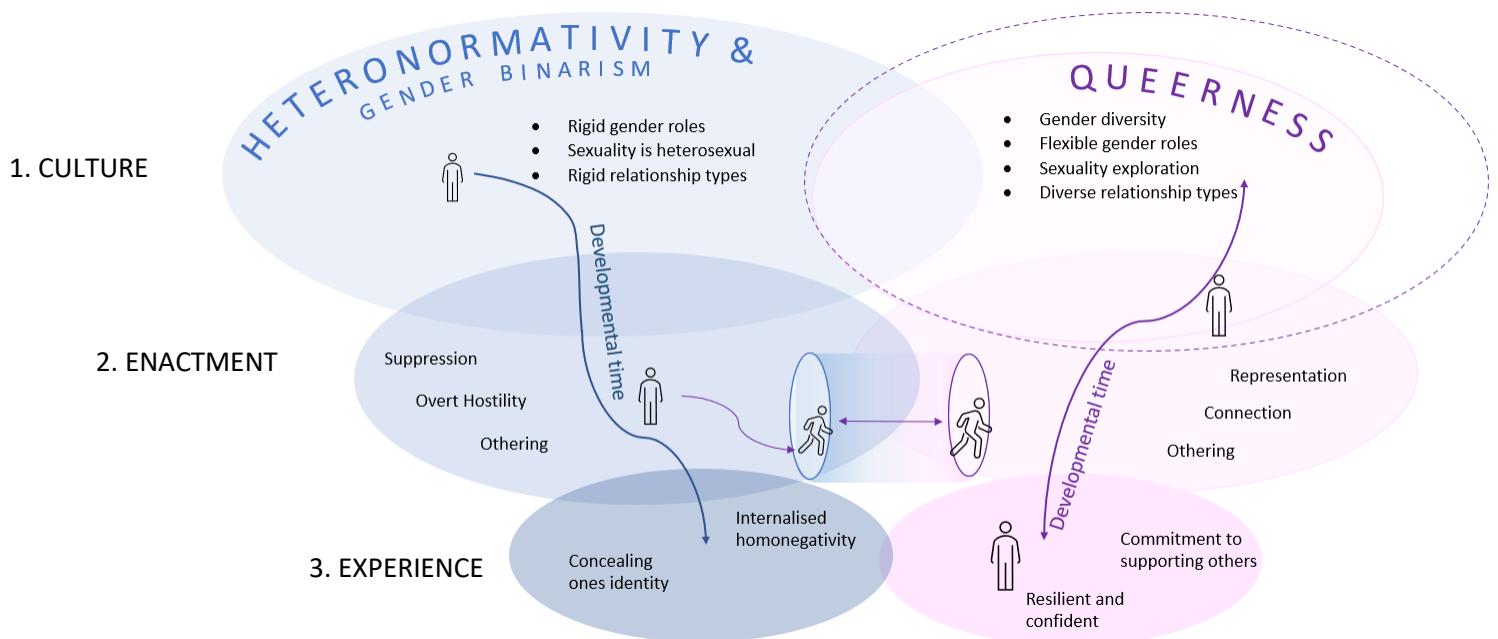 HETERONORMATIVITY &
GENDER BINARISM
QUEERNESS
1. CULTURE
• Rigid gender roles
• Sexuality is heterosexual
• Rigid relationship types
• Gender diversity
• Flexible gender roles
• Sexuality exploration
• Diverse relationship types
Developmental time
2. ENACTMENT
Suppression
Overt Hostility
Othering
Representation
Connection
Othering
Developmental time
3. EXPERIENCE
Internalised
homonegativity
Concealing
ones identity
Commitment to
supporting others
Resilient and
confident